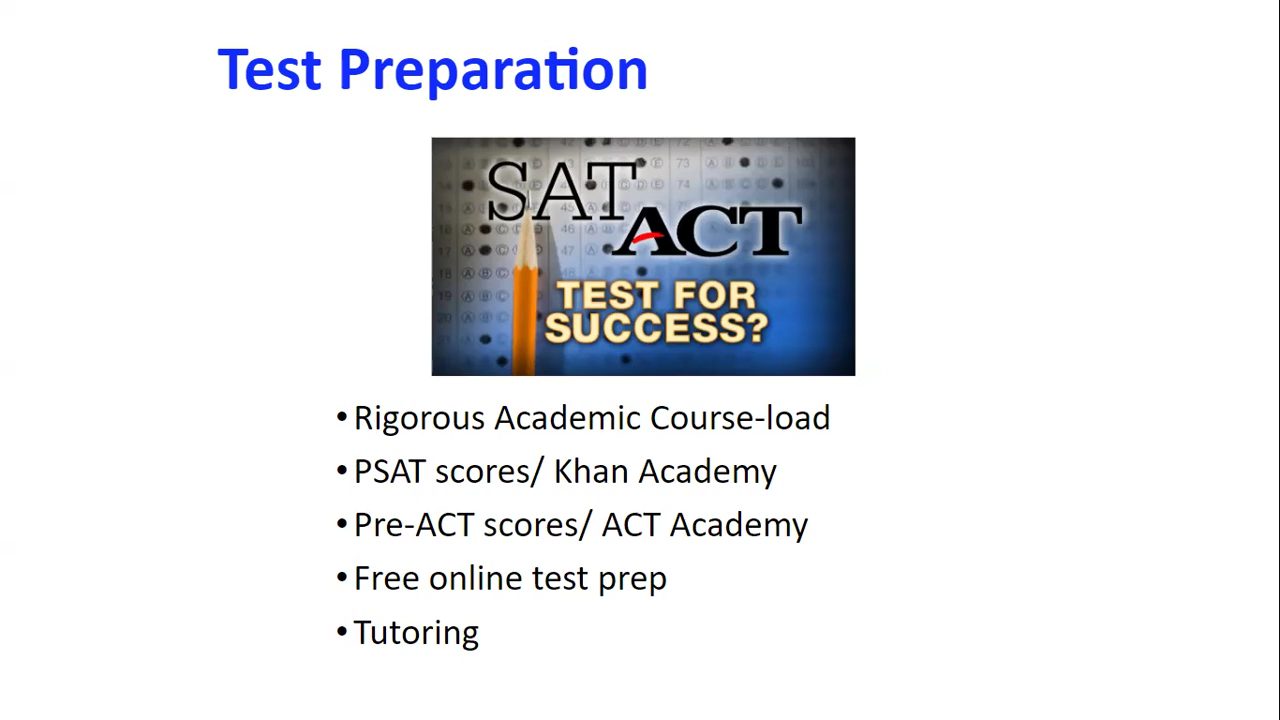 Test Preparation
SAT
ACT
TEST FOR
SUCCESS?
• Rigorous Academic Course-load
• PSAT scores/ Khan Academy
• Pre-ACT scores/ ACT Academy
• Free online test prep
• Tutoring